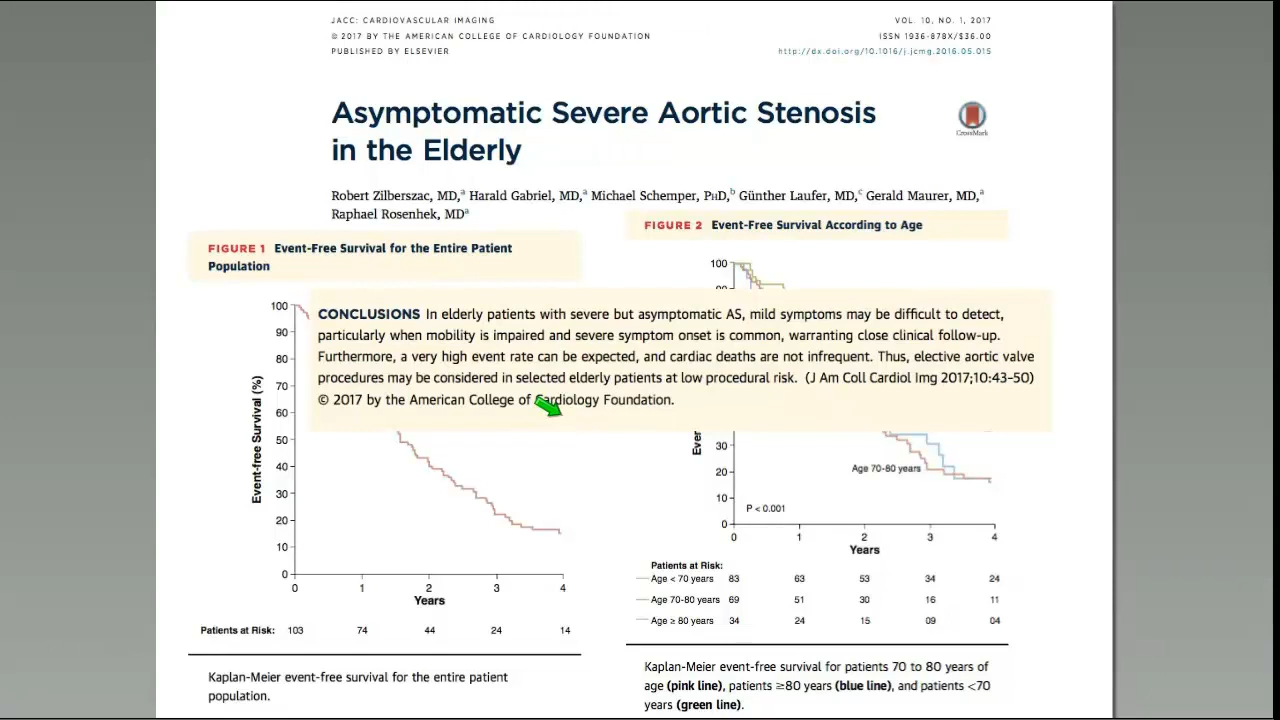 JACC: CARDIOVASCULAR IMAGING
VOL. 10, NO. 1, 2017
© 2017 BY THE AMERICAN COLLEGE OF CARDIOLOGY FOUNDATION
ISSN 1936-878X/$36.00
PUBLISHED BY ELSEVIER
http://dx.doi.org/10.1016/j.jcmg.2016.05.015
Asymptomatic Severe Aortic Stenosis
in the Elderly
CrossMark
Robert Zilberszac, MD,a Harald Gabriel, MD,a Michael Schemper, PhD,b Günther Laufer, MD,c Gerald Maurer, MD,a
Raphael Rosenhek, MDa
FIGURE 1 Event-Free Survival for the Entire Patient
Population
FIGURE 2 Event-Free Survival According to Age
CONCLUSIONS In elderly patients with severe but asymptomatic AS, mild symptoms may be difficult to detect,
particularly when mobility is impaired and severe symptom onset is common, warranting close clinical follow-up.
Furthermore, a very high event rate can be expected, and cardiac deaths are not infrequent. Thus, elective aortic valve
procedures may be considered in selected elderly patients at low procedural risk. (J Am Coll Cardiol Img 2017;10:43-50)
© 2017 by the American College of Cardiology Foundation.
Event-free Survival (%)
100
90
80
70
60
50
40
30
20
10
0
0 1 2 3 4
Years
Patients at Risk: 103 74 44 24 14
Kaplan-Meier event-free survival for the entire patient
population.
100
30
20
10
0
Age 70-80 years
P < 0.001
0 1 2 3 4
Years
Patients at Risk:
Age < 70 years 83 63 53 34 24
Age 70-80 years 69 51 30 16 11
Age ≥ 80 years 34 24 15 09 04
Kaplan-Meier event-free survival for patients 70 to 80 years of
age (pink line), patients ≥80 years (blue line), and patients <70
years (green line).